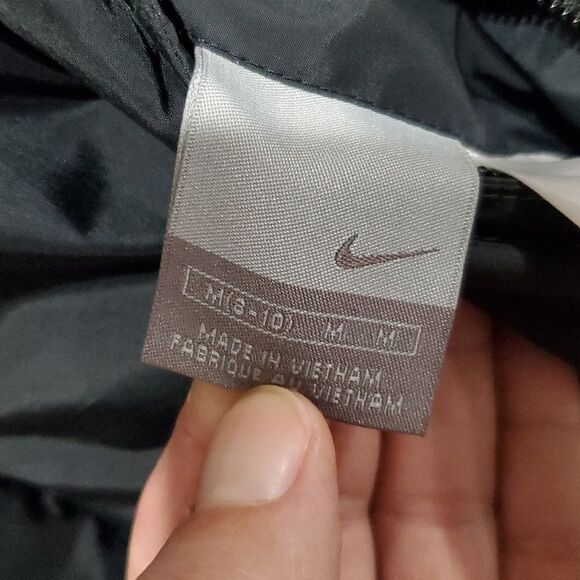 M(8-10) M M
MADE IN VIETNAM
FABRIQUE AU VIETNAM